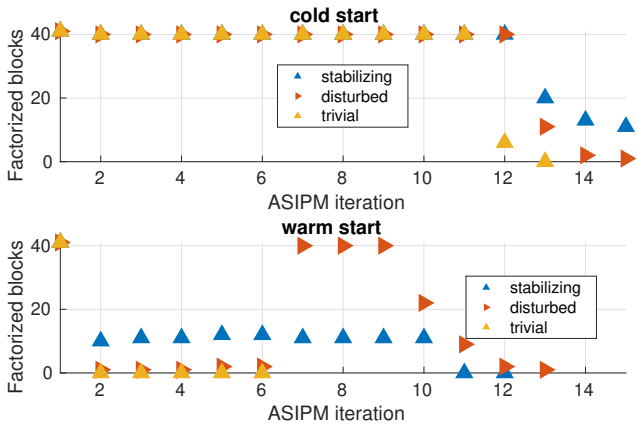 cold start
40
20
0
Factorized blocks
stabilizing
disturbed
trivial
2 4 6 8 10 12 14
ASIPM iteration
warm start
40
20
0
Factorized blocks
stabilizing
disturbed
trivial
2 4 6 8 10 12 14
ASIPM iteration